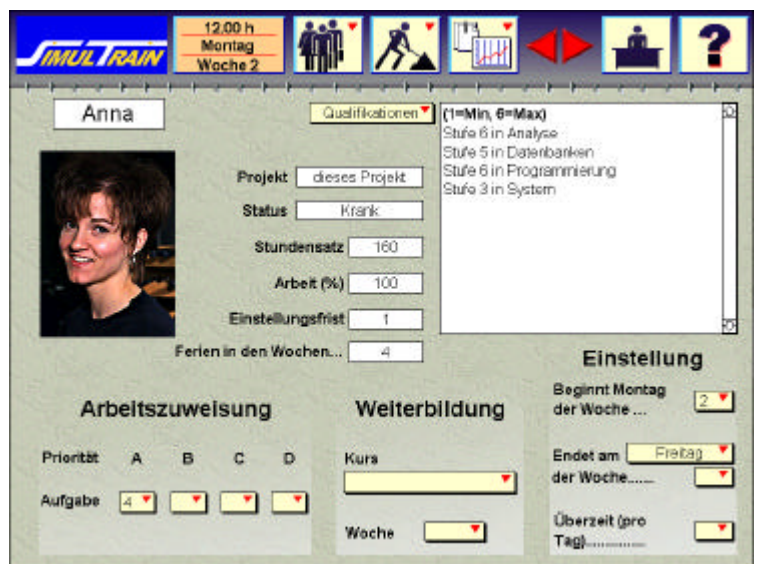 SIMULTRAIN
12.00 h
Montag
Woche 2
?
Anna
Qualifikationen
(1=Min, 6=Max)
Stufe 6 in Analyse
Stufe 5 in Datenbanken
Stufe 6 in Programmierung
Stufe 3 in System
Projekt dieses Projekt
Status Krank
Stundensatz 160
Arbeit (%) 100
Einstellungsfrist 1
Ferien in den Wochen... 4
Arbeitszuweisung
Priorität A B C D
Aufgabe 4
Weiterbildung
Kurs
Woche
Einstellung
Beginnt Montag
der Woche ... 2
Endet am Freitag
der Woche......
Überzeit (pro
Tag)...............